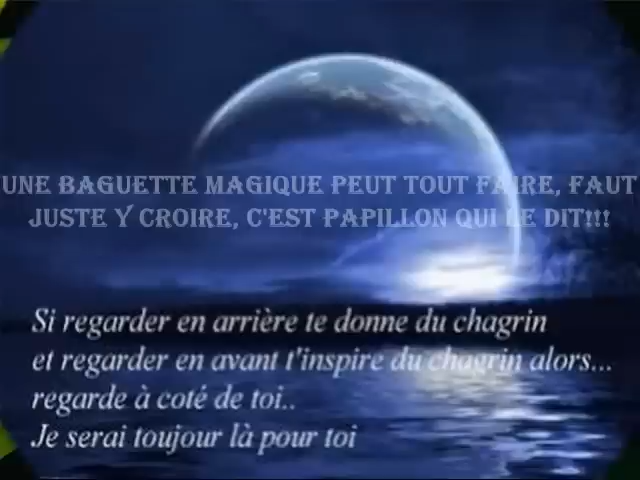 UNE BAGUETTE MAGIQUE PEUT TOUT FAIRE, FAUT
JUSTE Y CROIRE, C'EST PAPILLON QUI LE DIT!!!
Si regarder en arrière te donne du chagrin
et regarder en avant t'inspire du chagrin alors...
regarde à coté de toi..
Je serai toujour là pour toi